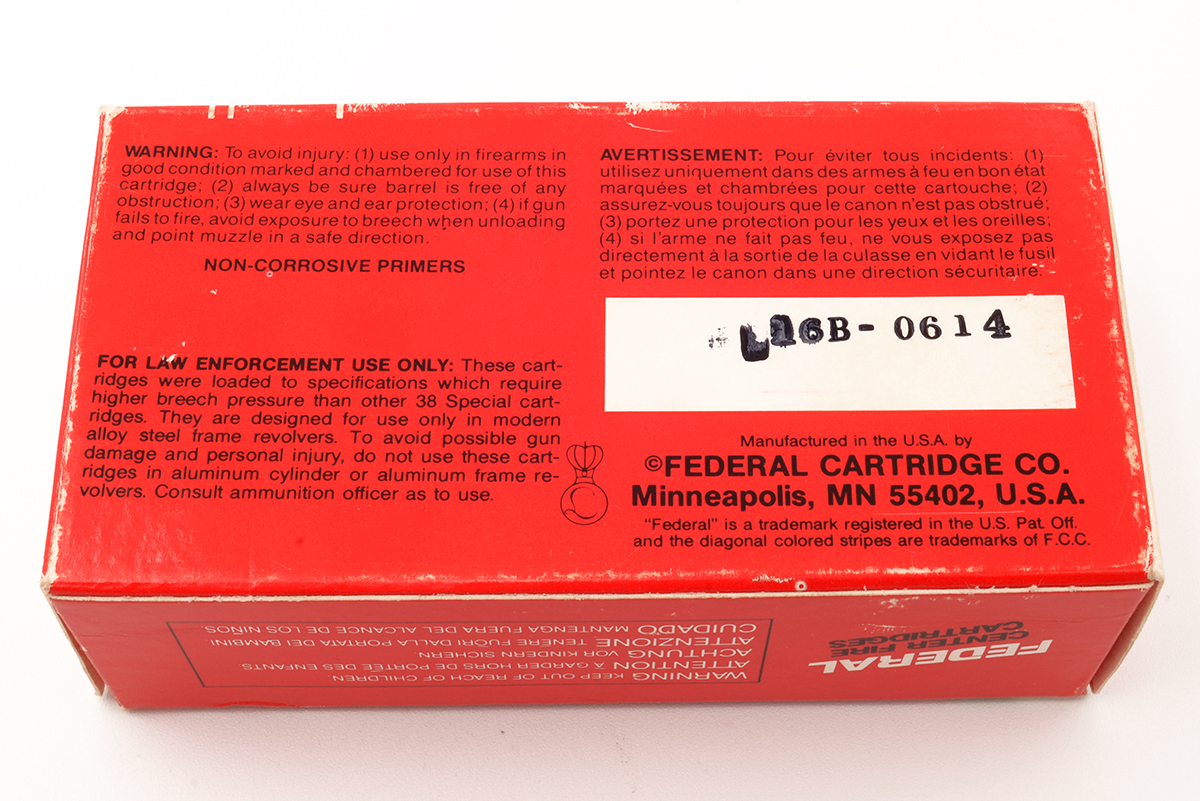 WARNING: To avoid injury: (1) use only in firearms in
good condition marked and chambered for use of this
cartridge; (2) always be sure barrel is free of any
obstruction; (3) wear eye and ear protection; (4) if gun
fails to fire, avoid exposure to breech when unloading
and point muzzle in a safe direction.
NON-CORROSIVE PRIMERS
FOR LAW ENFORCEMENT USE ONLY: These cart-
ridges were loaded to specifications which require
higher breech pressure than other 38 Special cart-
ridges. They are designed for use only in modern
alloy steel frame revolvers. To avoid possible gun
damage and personal injury, do not use these cart-
ridges in aluminum cylinder or aluminum frame re-
volvers. Consult ammunition officer as to use.
AVERTISSEMENT: Pour éviter tous incidents: (1)
utilisez uniquement dans des armes à feu en bon état
marquées et chambrées pour cette cartouche; (2)
assurez-vous toujours que le canon n'est pas obstrué;
(3) portez une protection pour les yeux et les oreilles;
(4) si l'arme ne fait pas feu, ne vous exposez pas
directement à la sortie de la culasse en vidant le fusil
et pointez le canon dans une direction sécuritaire.
16B- 0614
Manufactured in the U.S.A. by
©FEDERAL CARTRIDGE CO.
Minneapolis, MN 55402, U.S.A.
"Federal" is a trademark registered in the U.S. Pat. Off.
and the diagonal colored stripes are trademarks of F.C.C.
FEDERAL
CENTER FIRE
CARTRIDGES
WARNING KEEP OUT OF REACH OF CHILDREN.
ATTENTION À GARDER HORS DE PORTÉE DES ENFANTS
ACHTUNG VOR KINDERN SICHERN
ATTENZIONE TENERE FUORI DALLA PORTATA DEI BAMBINI
CUIDADO MANTENGA FUERA DEL ALCANCE DE LOS NIÑOS.